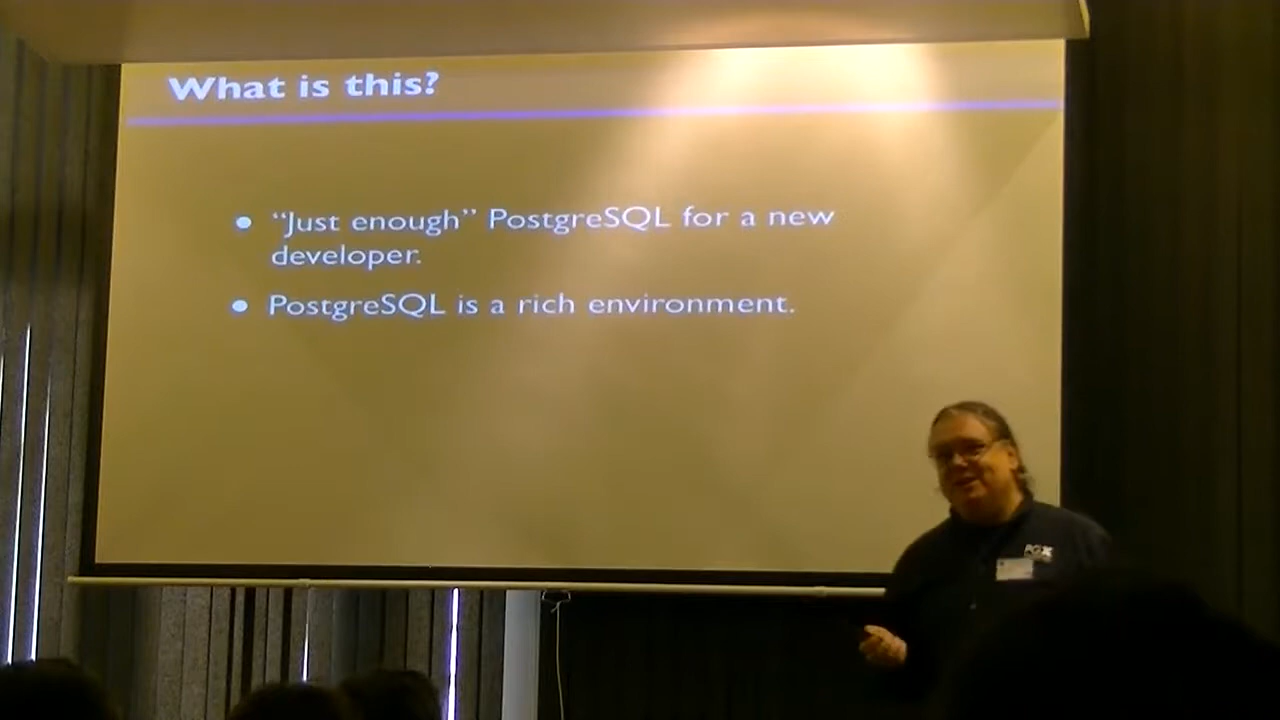 What is this?
● “Just enough” PostgreSQL for a new
developer.
● PostgreSQL is a rich environment.